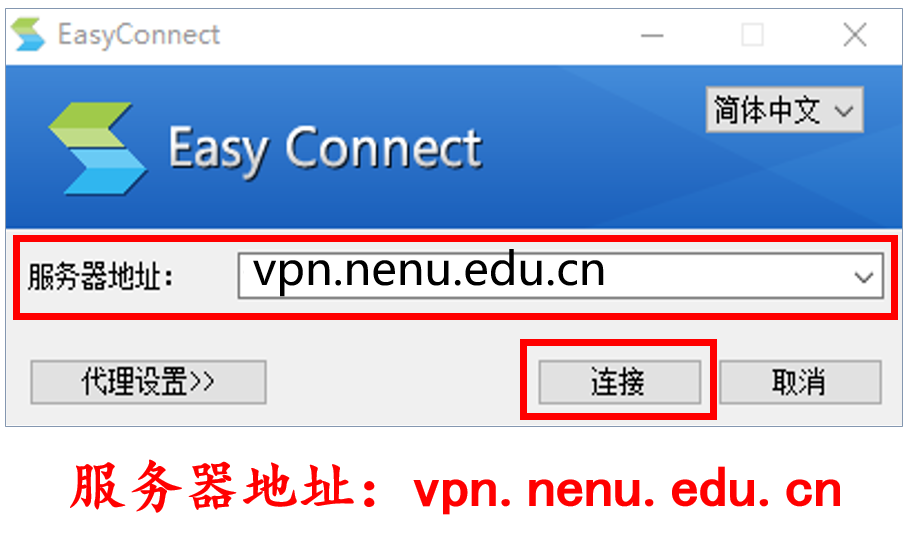 EasyConnect
Easy Connect
简体中文
服务器地址：
vpn.nenu.edu.cn
代理设置>>
连接
取消
服务器地址：vpn. nenu. edu. cn